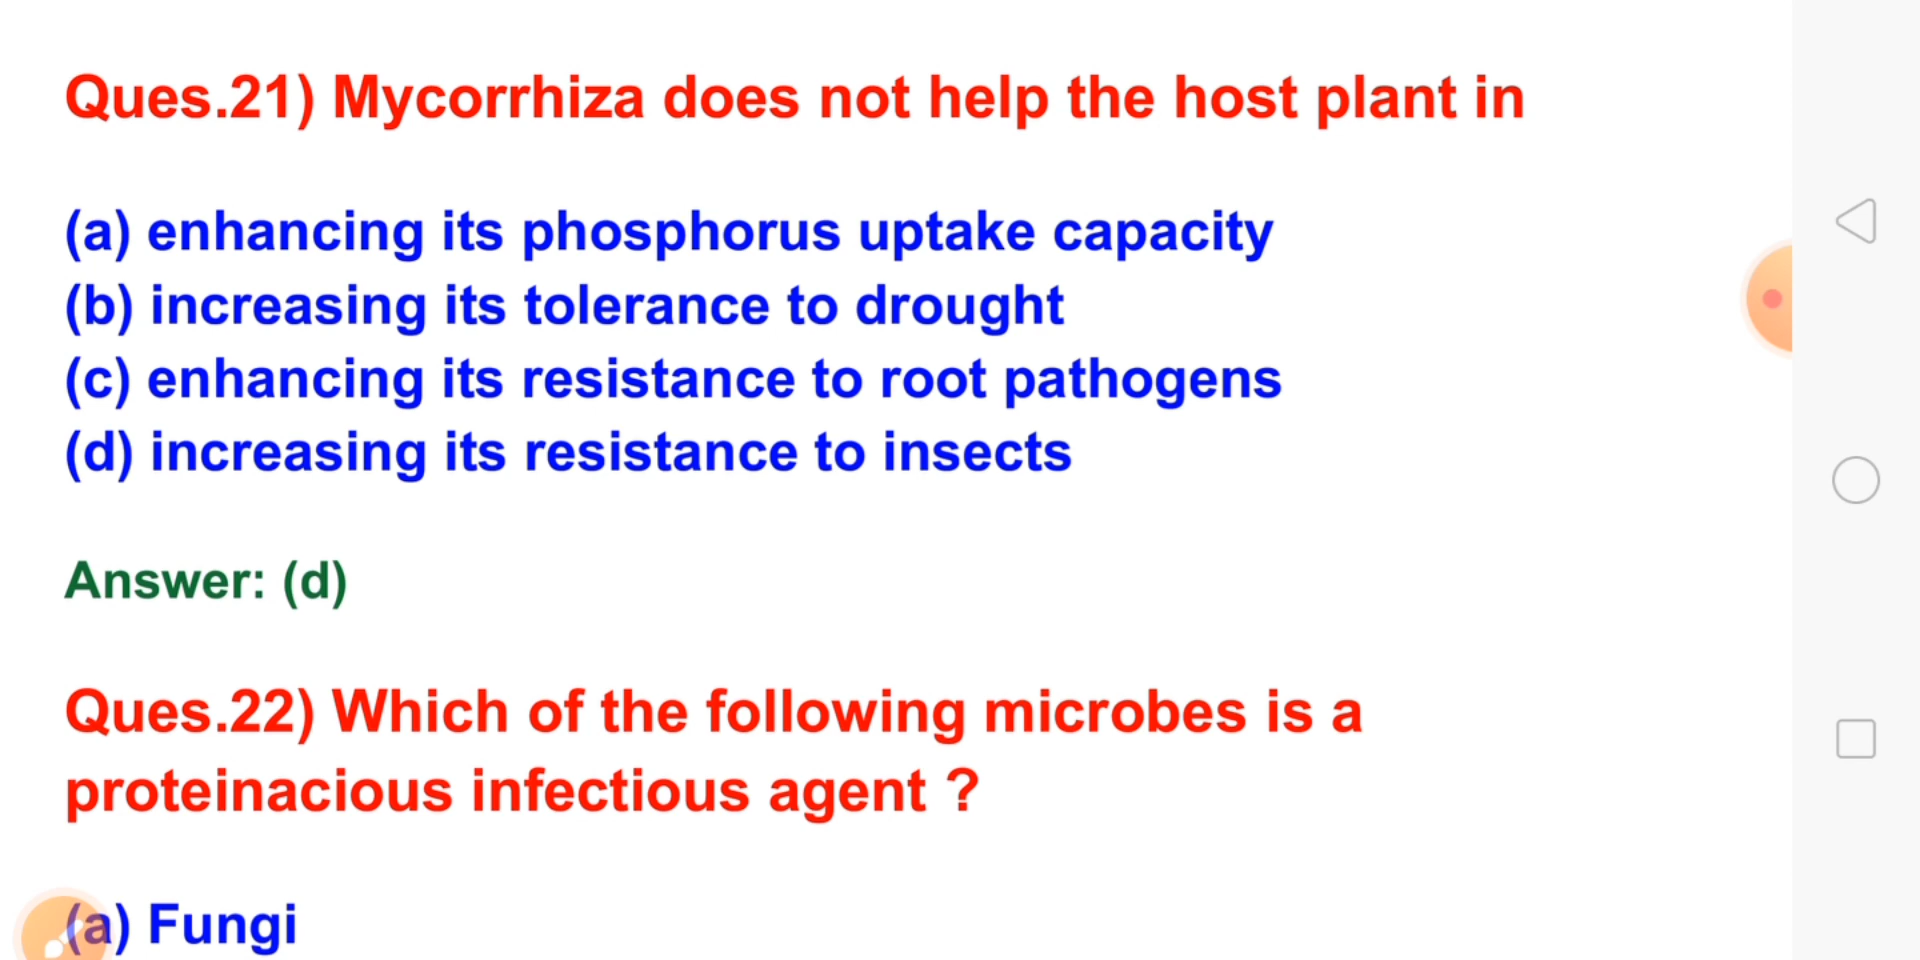 Ques.21) Mycorrhiza does not help the host plant in
(a) enhancing its phosphorus uptake capacity
(b) increasing its tolerance to drought
(c) enhancing its resistance to root pathogens
(d) increasing its resistance to insects
Answer: (d)
Ques.22) Which of the following microbes is a
proteinacious infectious agent ?
(a) Fungi